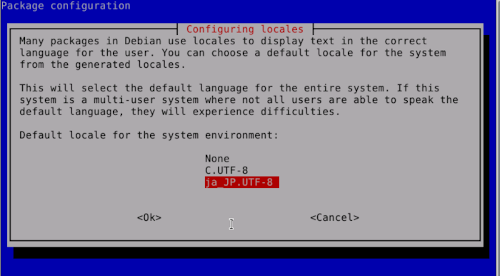 Package configuration
Configuring locales
Many packages in Debian use locales to display text in the correct
language for the user. You can choose a default locale for the system
from the generated locales.
This will select the default language for the entire system. If this
system is a multi-user system where not all users are able to speak the
default language, they will experience difficulties.
Default locale for the system environment:
None
C.UTF-8
ja_JP.UTF-8
<Ok> <Cancel>